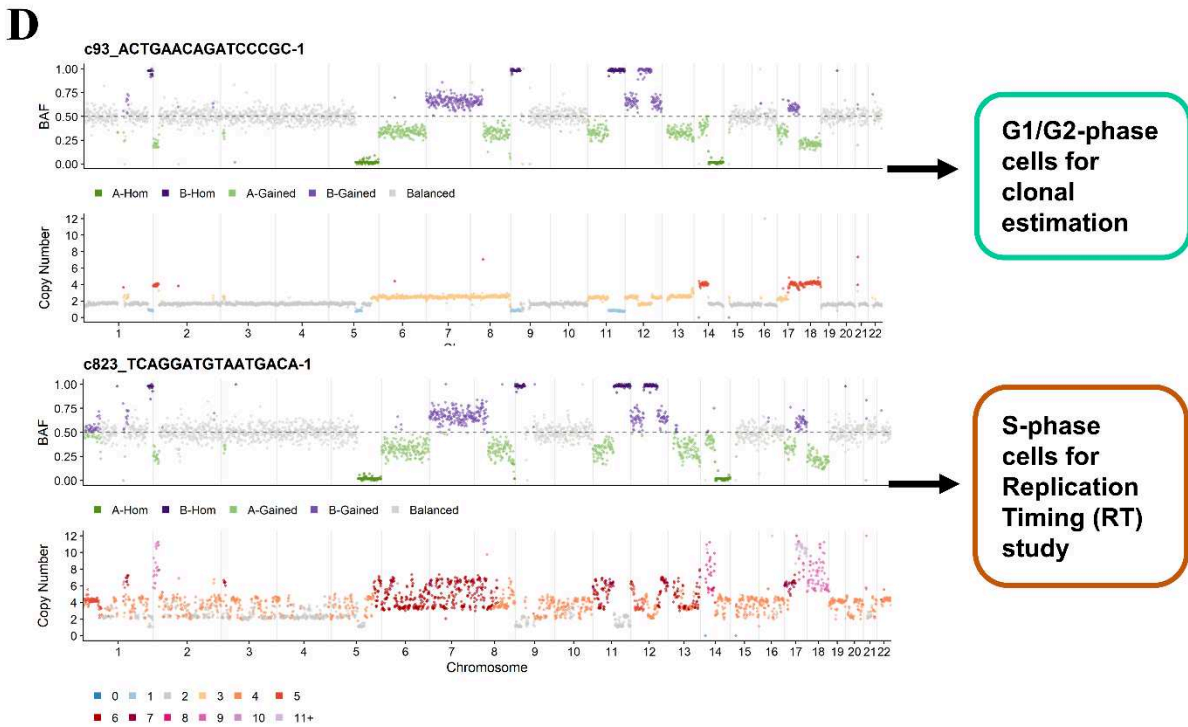 D
c93_ACTGAACAGATCCCGC-1
1.00
0.75
0.50
0.25
0.00
BAF
A-Hom B-Hom A-Gained B-Gained Balanced
12
10
8
6
4
2
0
Copy Number
1 2 3 4 5 6 7 8 9 10 11 12 13 14 15 16 17 18 19 20 21 22
G1/G2-phase
cells for
clonal
estimation
c823_TCAGGATGTAATGACA-1
1.00
0.75
0.50
0.25
0.00
BAF
A-Hom B-Hom A-Gained B-Gained Balanced
12
10
8
6
4
2
0
Copy Number
1 2 3 4 5 6 7 8 9 10 11 12 13 14 15 16 17 18 19 20 21 22
Chromosome
0 1 2 3 4 5
6 7 8 9 10 11+
S-phase
cells for
Replication
Timing (RT)
study